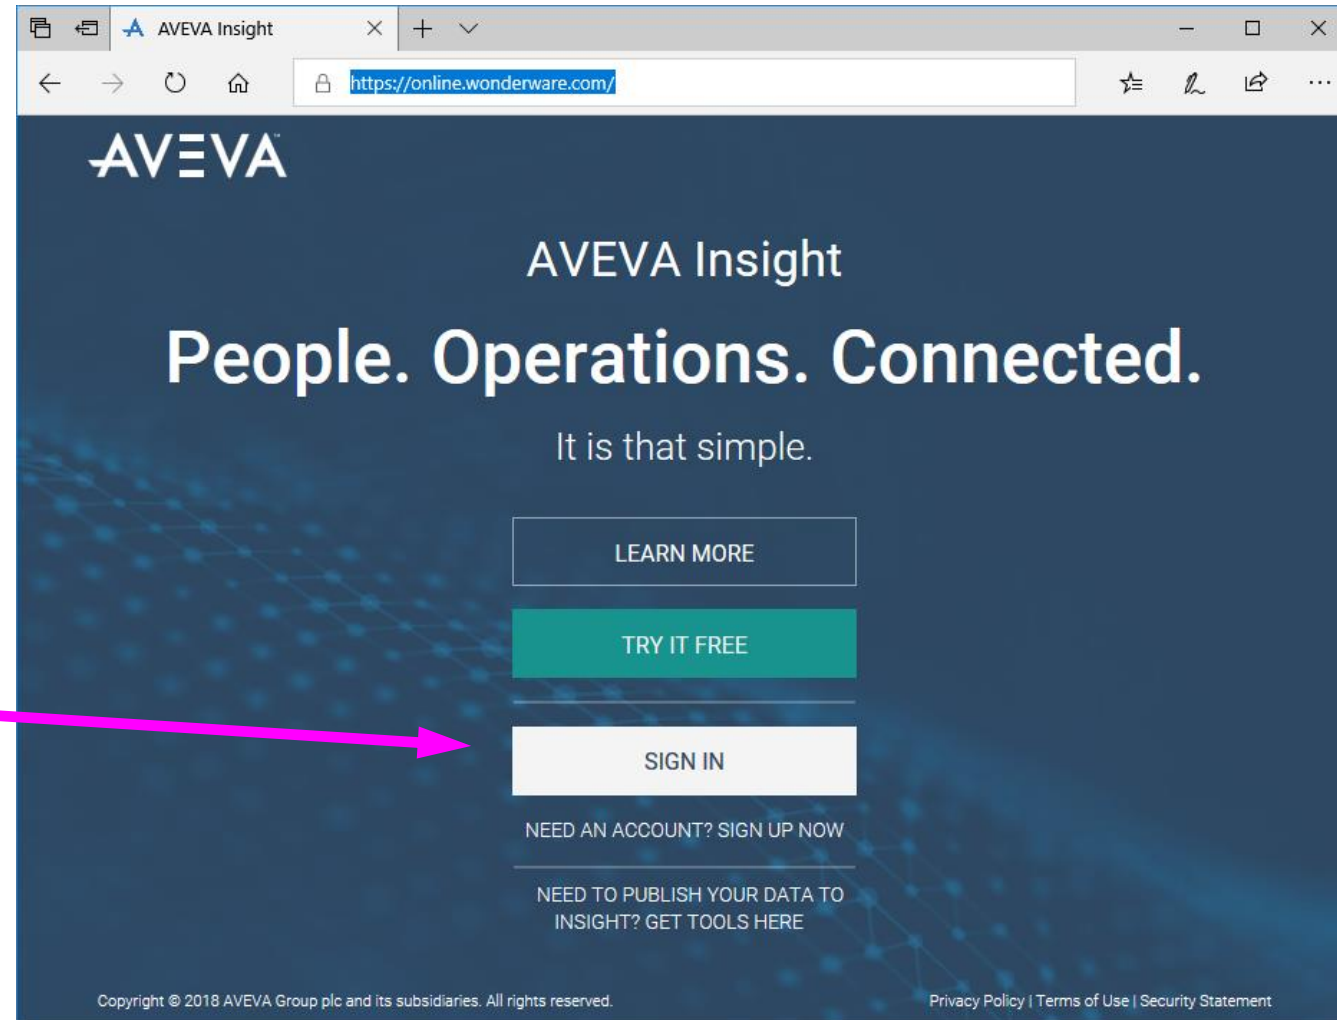 AVEVA Insight
https://online.wonderware.com/
AVEVA™
AVEVA Insight
People. Operations. Connected.
It is that simple.
LEARN MORE
TRY IT FREE
SIGN IN
NEED AN ACCOUNT? SIGN UP NOW
NEED TO PUBLISH YOUR DATA TO
INSIGHT? GET TOOLS HERE
Copyright © 2018 AVEVA Group plc and its subsidiaries. All rights reserved.
Privacy Policy | Terms of Use | Security Statement